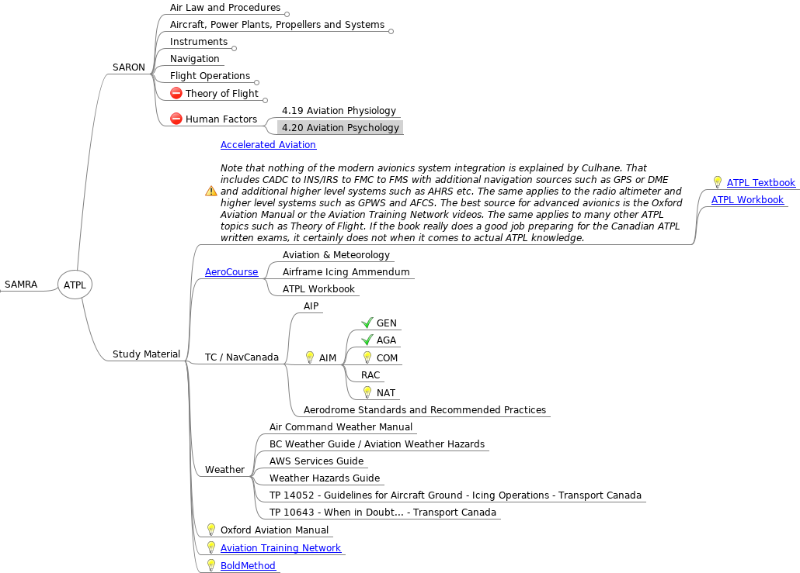 Air Law and Procedures
Aircraft, Power Plants, Propellers and Systems
Instruments
Navigation
SARON
Flight Operations
Theory of Flight
Human Factors
4.19 Aviation Physiology
4.20 Aviation Psychology
Accelerated Aviation
Note that nothing of the modern avionics system integration is explained by Culhane. That
includes CADC to INS/IRS to FMC to FMS with additional navigation sources such as GPS or DME
and additional higher level systems such as AHRS etc. The same applies to the radio altimeter and
higher level systems such as GPWS and AFCS. The best source for advanced avionics is the Oxford
Aviation Manual or the Aviation Training Network videos. The same applies to many other ATPL
topics such as Theory of Flight. If the book really does a good job preparing for the Canadian ATPL
written exams, it certainly does not when it comes to actual ATPL knowledge.
ATPL Textbook
ATPL Workbook
SAMRA
ATPL
AeroCourse
Aviation & Meteorology
Airframe Icing Ammendum
ATPL Workbook
Study Material
TC / NavCanada
AIP
AIM
GEN
AGA
COM
RAC
NAT
Aerodrome Standards and Recommended Practices
Weather
Air Command Weather Manual
BC Weather Guide / Aviation Weather Hazards
AWS Services Guide
Weather Hazards Guide
TP 14052 - Guidelines for Aircraft Ground - Icing Operations - Transport Canada
TP 10643 - When in Doubt... - Transport Canada
Oxford Aviation Manual
Aviation Training Network
BoldMethod